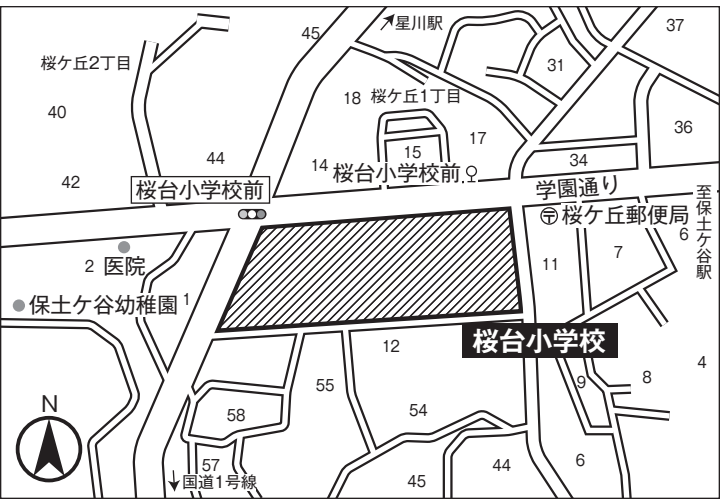 星川駅
37
45
桜ケ丘2丁目
31
18
桜ケ丘1丁目
40
36
17
15
44
14
34
桜台小学校前
42
桜台小学校前
学園通り
至保土ケ谷駅
桜ケ丘郵便局
6
7
11
2
医院
1
保土ケ谷幼稚園
桜台小学校
12
4
8
9
55
N
58
54
57
国道1号線
45
44
6